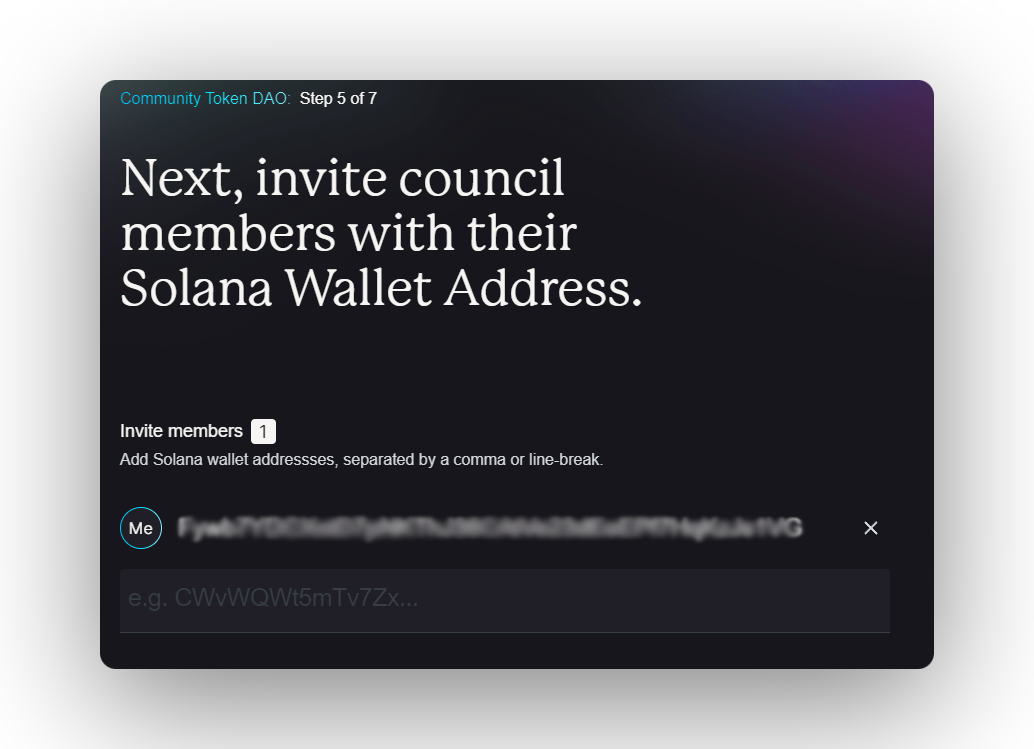 Community Token DAO: Step 5 of 7
Next, invite council
members with their
Solana Wallet Address.
Invite members 1
Add Solana wallet addressses, separated by a comma or line-break.
Me
e.g. CWvWQWt5mTv7Zx...